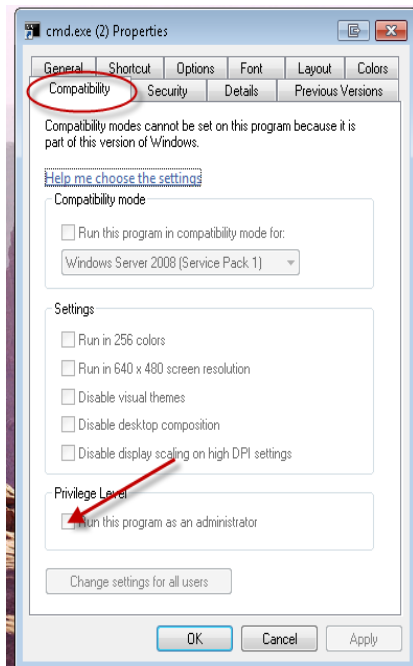 cmd.exe (2) Properties
General Shortcut Options Font Layout Colors
Compatibility Security Details Previous Versions
Compatibility modes cannot be set on this program because it is
part of this version of Windows.
Help me choose the settings
Compatibility mode
Run this program in compatibility mode for:
Windows Server 2008 (Service Pack 1)
Settings
Run in 256 colors
Run in 640 x 480 screen resolution
Disable visual themes
Disable desktop composition
Disable display scaling on high DPI settings
Privilege Level
Run this program as an administrator
Change settings for all users
OK Cancel Apply